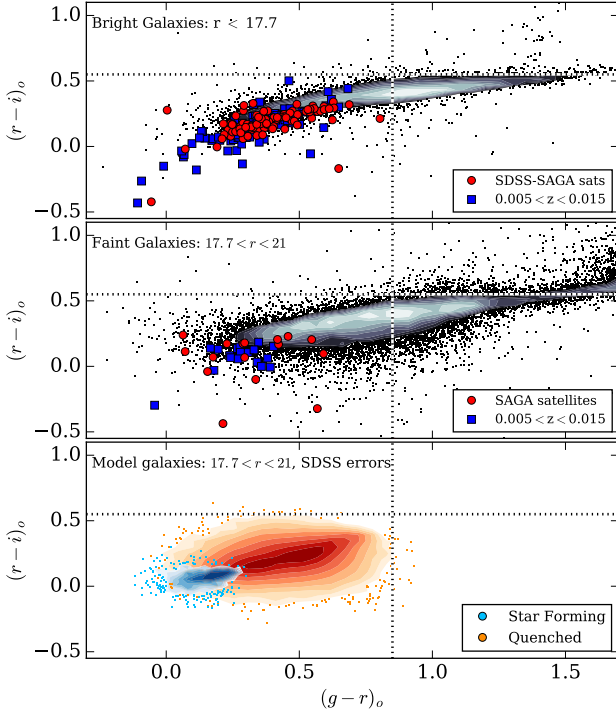 1.0
Bright Galaxies: r < 17.7
0.5
(r − i)ₒ
0.0
SDSS-SAGA sats
0.005 < z < 0.015
−0.5
1.0
Faint Galaxies: 17.7 < r < 21
0.5
(r − i)ₒ
0.0
SAGA satellites
0.005 < z < 0.015
−0.5
1.0
Model galaxies: 17.7 < r < 21, SDSS errors
0.5
(r − i)ₒ
0.0
Star Forming
Quenched
−0.5
0.0 0.5 1.0 1.5
(g − r)ₒ